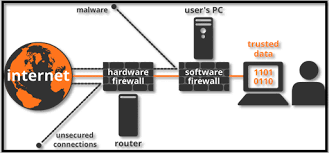 malware
user's PC
internet
hardware
firewall
software
firewall
trusted
data
1101
0110
unsecured
connections
router